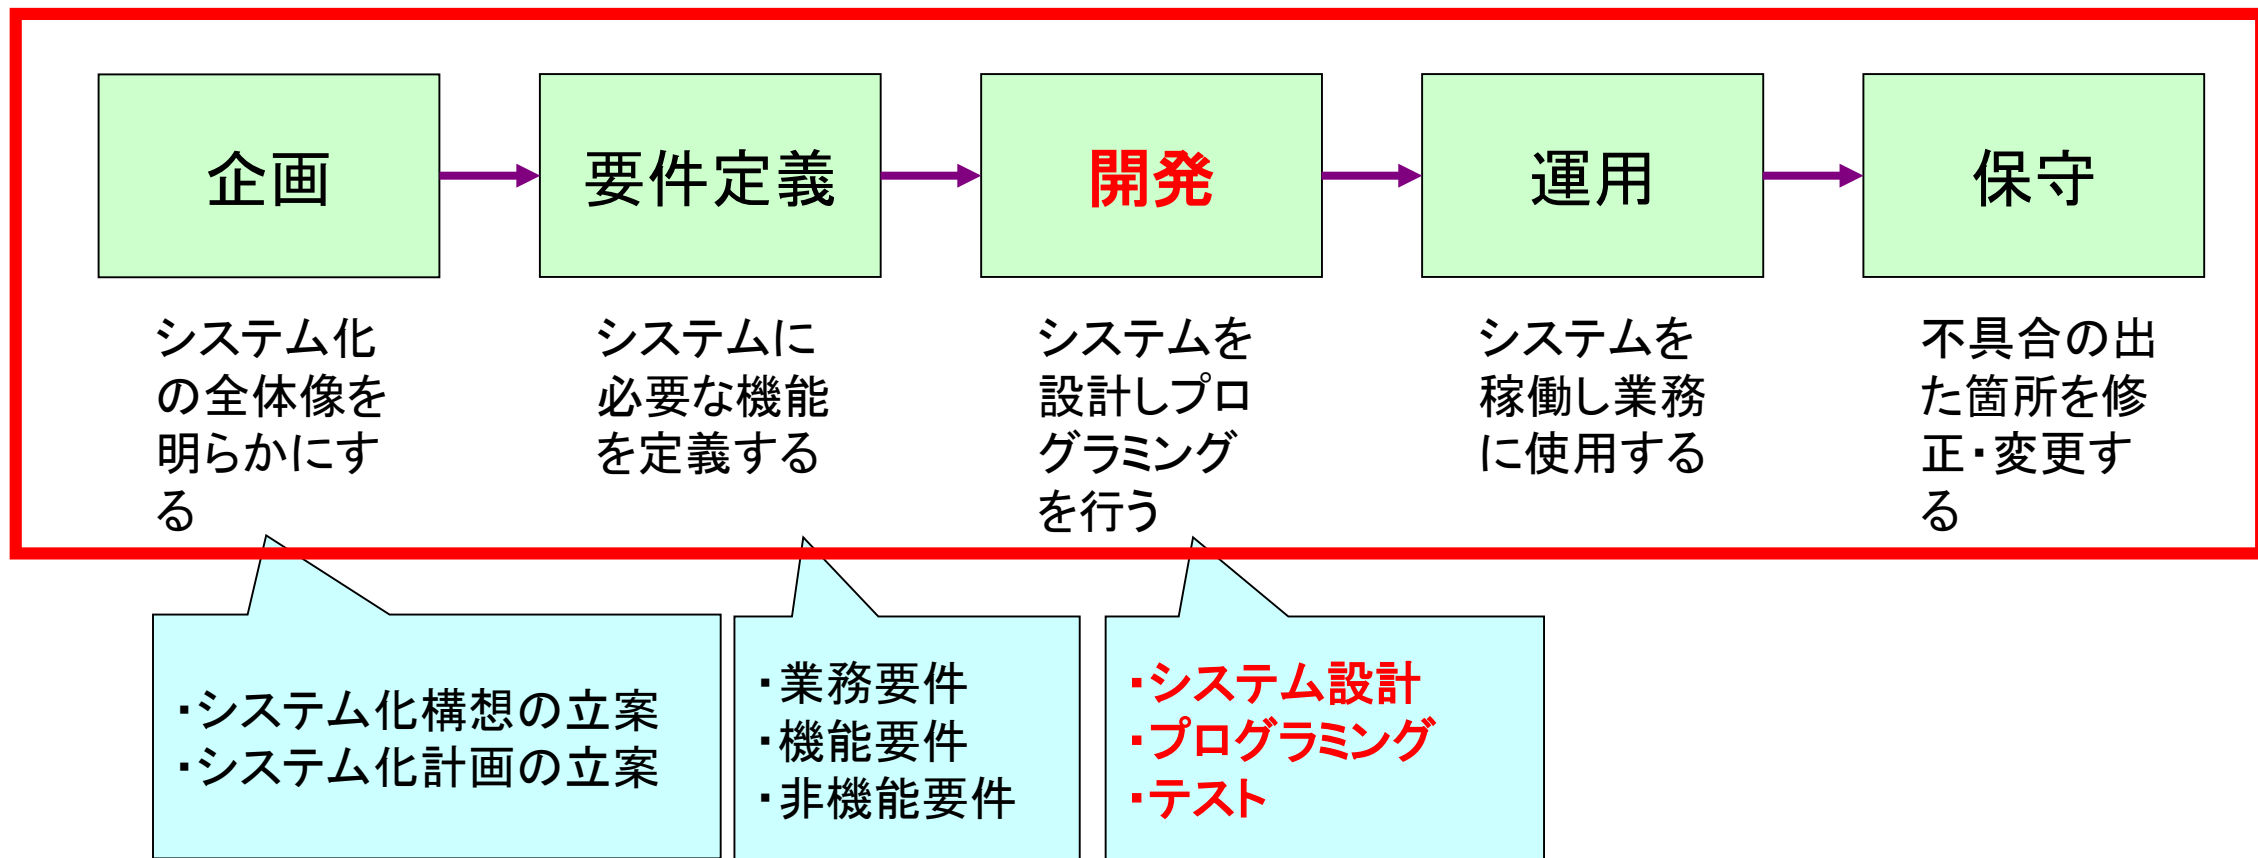 企画
要件定義
開発
運用
保守
システム化
の全体像を
明らかにす
る
システムに
必要な機能
を定義する
システムを
設計しプロ
グラミング
を行う
システムを
稼働し業務
に使用する
不具合の出
た箇所を修
正・変更す
る
・システム化構想の立案
・システム化計画の立案
・業務要件
・機能要件
・非機能要件
・システム設計
・プログラミング
・テスト